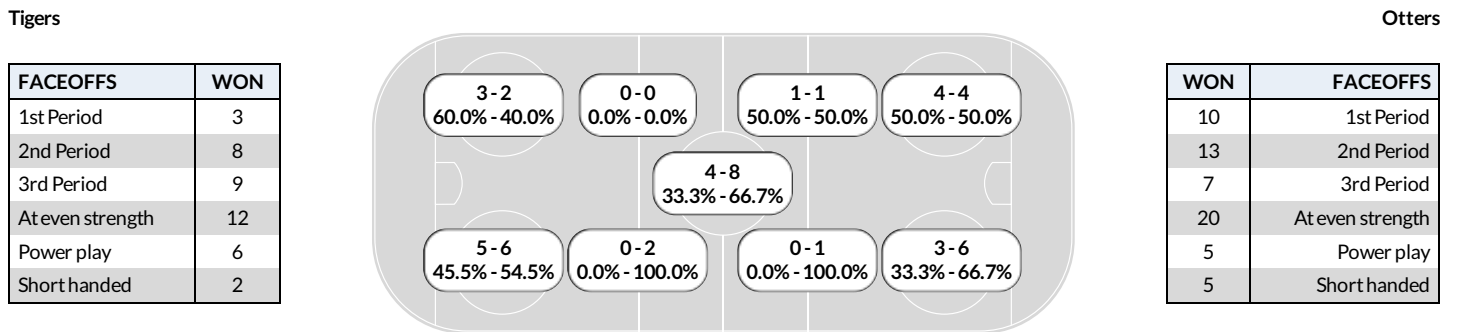 Tigers
Otters
FACEOFFS WON
1st Period 3
2nd Period 8
3rd Period 9
At even strength 12
Power play 6
Short handed 2
3 - 2
60.0% - 40.0%
0 - 0
0.0% - 0.0%
1 - 1
50.0% - 50.0%
4 - 4
50.0% - 50.0%
4 - 8
33.3% - 66.7%
5 - 6
45.5% - 54.5%
0 - 2
0.0% - 100.0%
0 - 1
0.0% - 100.0%
3 - 6
33.3% - 66.7%
WON FACEOFFS
10 1st Period
13 2nd Period
7 3rd Period
20 At even strength
5 Power play
5 Short handed